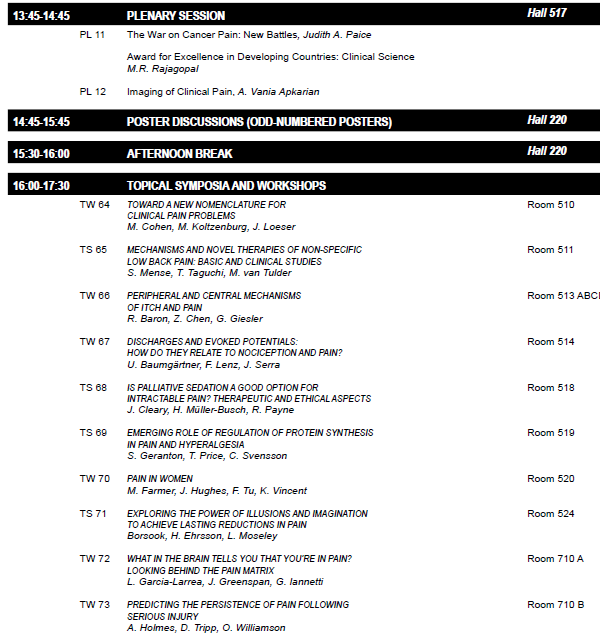 13:45-14:45 PLENARY SESSION Hall 517
PL 11 The War on Cancer Pain: New Battles, Judith A. Paice
Award for Excellence in Developing Countries: Clinical Science
M.R. Rajagopal
PL 12 Imaging of Clinical Pain, A. Vania Apkarian
14:45-15:45 POSTER DISCUSSIONS (ODD-NUMBERED POSTERS) Hall 220
15:30-16:00 AFTERNOON BREAK Hall 220
16:00-17:30 TOPICAL SYMPOSIA AND WORKSHOPS
TW 64 TOWARD A NEW NOMENCLATURE FOR Room 510
CLINICAL PAIN PROBLEMS
M. Cohen, M. Koltzenburg, J. Loeser
TS 65 MECHANISMS AND NOVEL THERAPIES OF NON-SPECIFIC Room 511
LOW BACK PAIN: BASIC AND CLINICAL STUDIES
S. Mense, T. Taguchi, M. van Tulder
TW 66 PERIPHERAL AND CENTRAL MECHANISMS Room 513
OF ITCH AND PAIN
R. Baron, Z. Chen, G. Giesler
TW 67 DISCHARGES AND EVOKED POTENTIALS: Room 514
HOW DO THEY RELATE TO NOCICEPTION AND PAIN?
U. Baumgärtner, F. Lenz, J. Serra
TS 68 IS PALLIATIVE SEDATION A GOOD OPTION FOR Room 518
INTRACTABLE PAIN? THERAPEUTIC AND ETHICAL ASPECTS
J. Cleary, H. Müller-Busch, R. Payne
TS 69 EMERGING ROLE OF REGULATION OF PROTEIN SYNTHESIS Room 519
IN PAIN AND HYPERALGESIA
S. Geranton, T. Price, C. Svensson
TW 70 PAIN IN WOMEN Room 520
M. Farmer, J. Hughes, F. Tu, K. Vincent
TS 71 EXPLORING THE POWER OF ILLUSIONS AND IMAGINATION Room 524
TO ACHIEVE LASTING REDUCTIONS IN PAIN
Borsook, H. Ehrsson, L. Moseley
TW 72 WHAT IN THE BRAIN TELLS YOU THAT YOU'RE IN PAIN? Room 710 A
LOOKING BEHIND THE PAIN MATRIX
L. Garcia-Larrea, J. Greenspan, G. Iannetti
TW 73 PREDICTING THE PERSISTENCE OF PAIN FOLLOWING Room 710 B
SERIOUS INJURY
A. Holmes, D. Tripp, O. Williamson